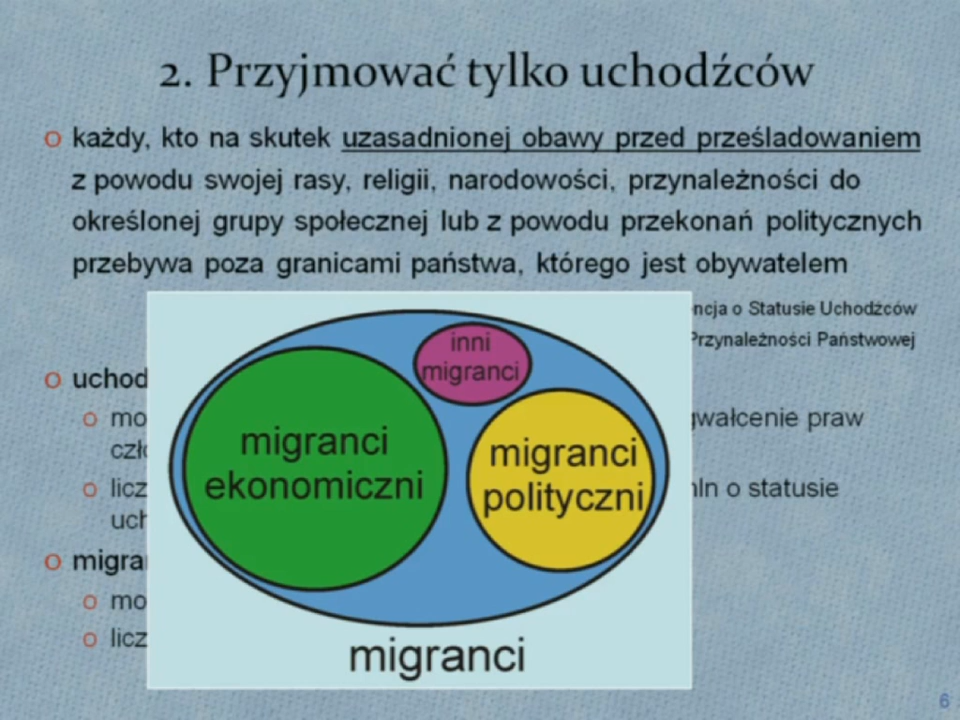 2. Przyjmować tylko uchodźców
o każdy, kto na skutek uzasadnionej obawy przed prześladowaniem
z powodu swojej rasy, religii, narodowości, przynależności do
określonej grupy społecznej lub z powodu przekonań politycznych
przebywa poza granicami państwa, którego jest obywatelem
ncja o Statusie Uchodźców
Przynależności Państwowej
o uchod
o mo gwałcenie praw
czło
o licz mln o statusie
uch
o migra
o mo
o licz
inni
migranci
migranci
ekonomiczni
migranci
polityczni
migranci
6